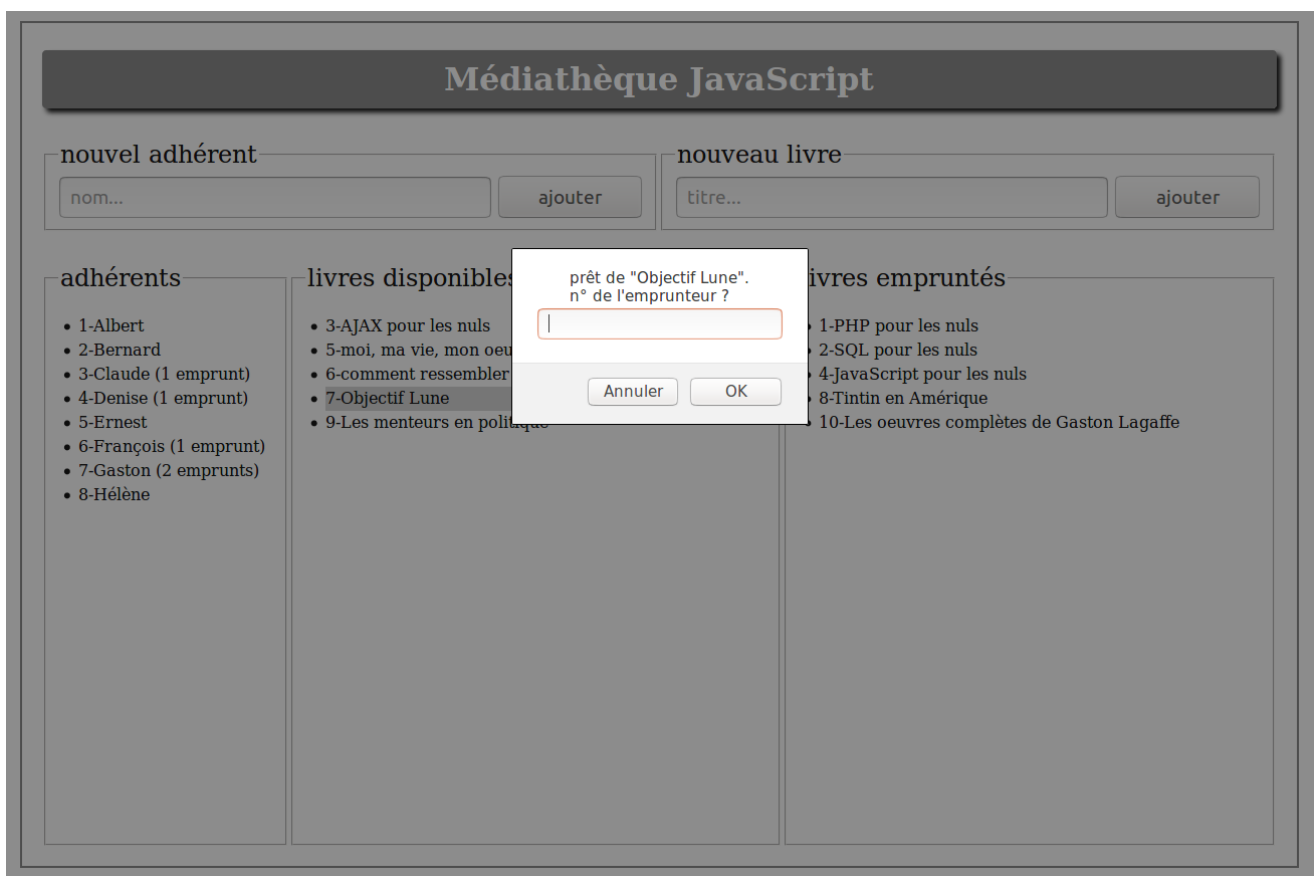 Médiathèque JavaScript
nouvel adhérent
nom...
ajouter
nouveau livre
titre...
ajouter
adhérents
1-Albert
2-Bernard
3-Claude (1 emprunt)
4-Denise (1 emprunt)
5-Ernest
6-François (1 emprunt)
7-Gaston (2 emprunts)
8-Hélène
livres disponibles
3-AJAX pour les nuls
5-moi, ma vie, mon oeu
6-comment ressembler
7-Objectif Lune
9-Les menteurs en politique
prêt de "Objectif Lune".
n° de l'emprunteur ?
Annuler
OK
ivres empruntés
1-PHP pour les nuls
2-SQL pour les nuls
4-JavaScript pour les nuls
8-Tintin en Amérique
10-Les oeuvres complètes de Gaston Lagaffe